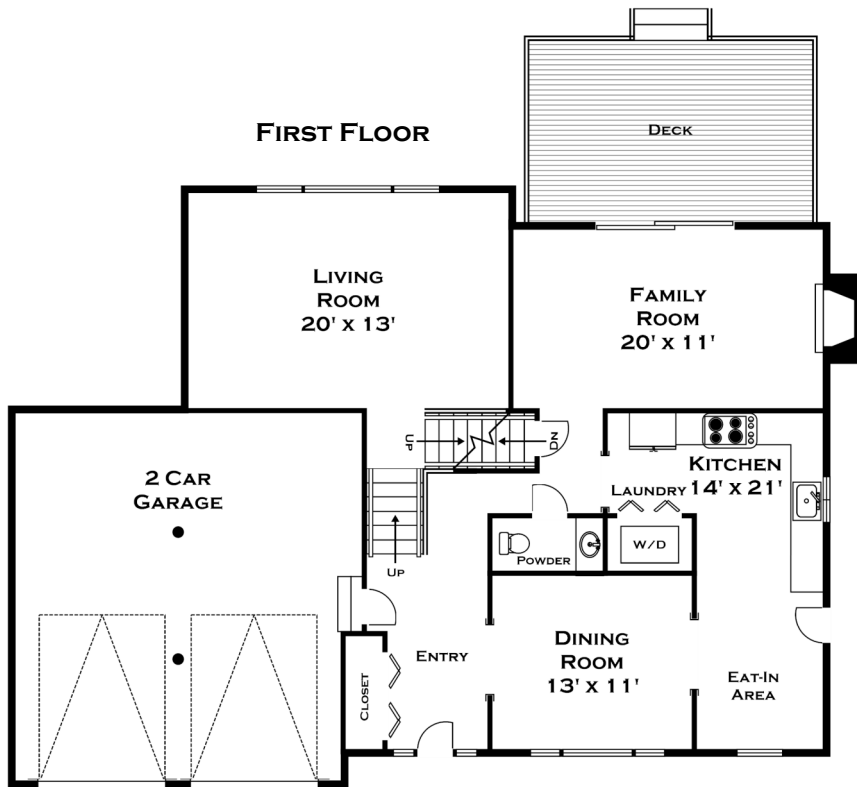 First Floor
Deck
Living
Room
20' x 13'
Family
Room
20' x 11'
Up
Dn
2 Car
Garage
Kitchen
14' x 21'
Laundry
W/D
Powder
Up
Entry
Closet
Dining
Room
13' x 11'
Eat-In
Area